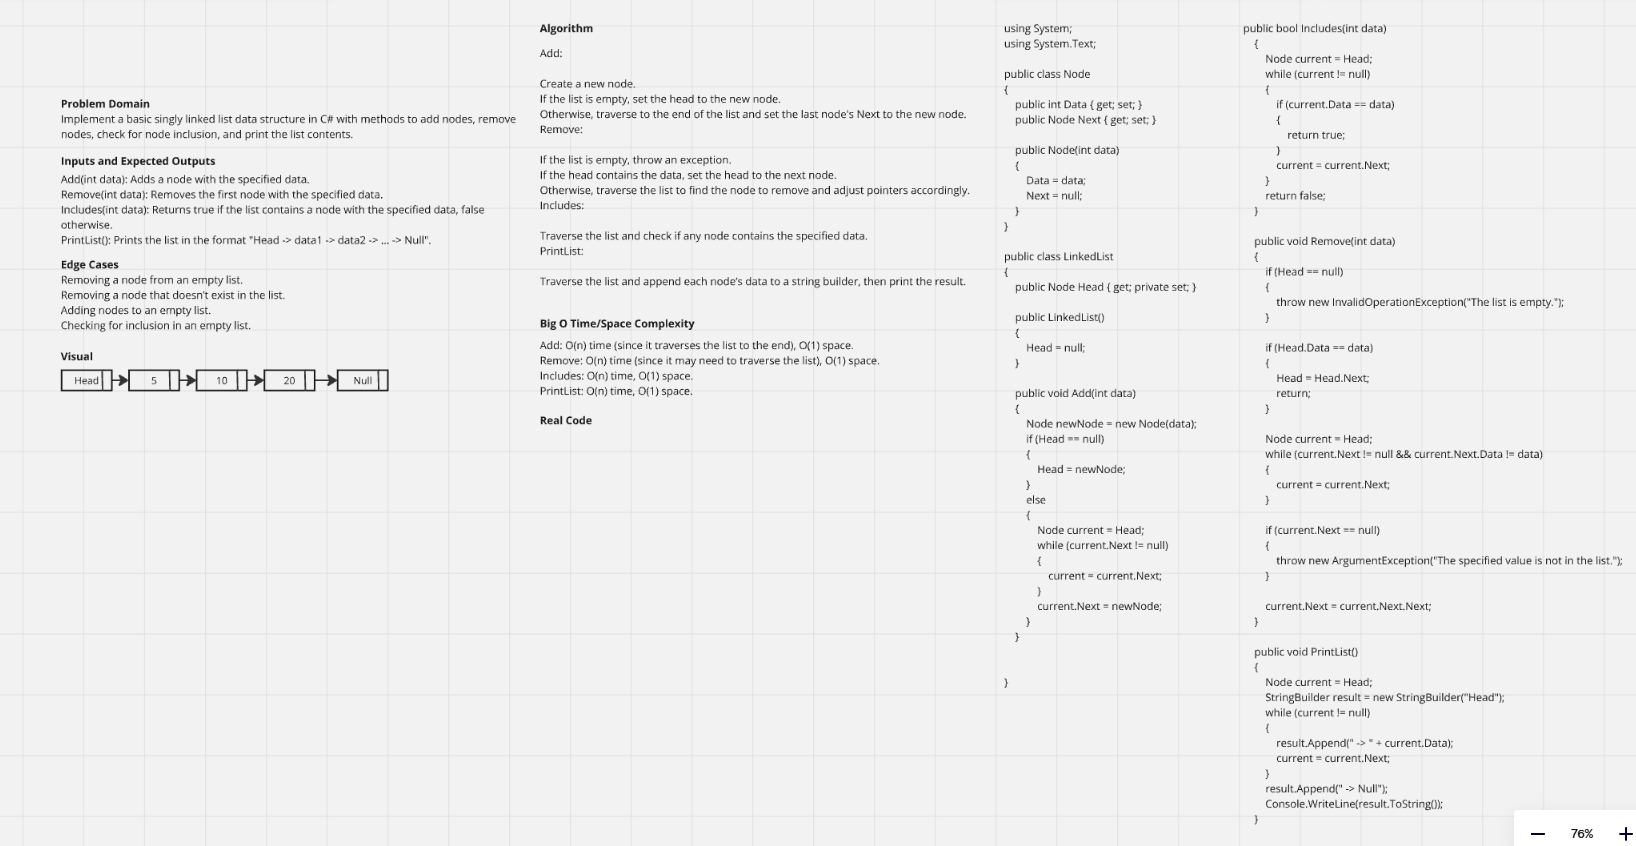 Problem Domain
Implement a basic singly linked list data structure in C# with methods to add nodes, remove
nodes, check for node inclusion, and print the list contents.
Inputs and Expected Outputs
Add(int data): Adds a node with the specified data.
Remove(int data): Removes the first node with the specified data.
Includes(int data): Returns true if the list contains a node with the specified data, false
otherwise.
PrintList(): Prints the list in the format "Head -> data1 -> data2 -> ... -> Null".
Edge Cases
Removing a node from an empty list.
Removing a node that doesn't exist in the list.
Adding nodes to an empty list.
Checking for inclusion in an empty list.
Visual
Head 5 10 20 Null
Algorithm
Add:
Create a new node.
If the list is empty, set the head to the new node.
Otherwise, traverse to the end of the list and set the last node's Next to the new node.
Remove:
If the list is empty, throw an exception.
If the head contains the data, set the head to the next node.
Otherwise, traverse the list to find the node to remove and adjust pointers accordingly.
Includes:
Traverse the list and check if any node contains the specified data.
PrintList:
Traverse the list and append each node's data to a string builder, then print the result.
Big O Time/Space Complexity
Add: O(n) time (since it traverses the list to the end), O(1) space.
Remove: O(n) time (since it may need to traverse the list), O(1) space.
Includes: O(n) time, O(1) space.
PrintList: O(n) time, O(1) space.
Real Code
using System;
using System.Text;
public class Node
{
public int Data { get; set; }
public Node Next { get; set; }
public Node(int data)
{
Data = data;
Next = null;
}
}
public class LinkedList
{
public Node Head { get; private set; }
public LinkedList()
{
Head = null;
}
public void Add(int data)
{
Node newNode = new Node(data);
if (Head == null)
{
Head = newNode;
}
else
{
Node current = Head;
while (current.Next != null)
{
current = current.Next;
}
current.Next = newNode;
}
}
}
public bool Includes(int data)
{
Node current = Head;
while (current != null)
{
if (current.Data == data)
{
return true;
}
current = current.Next;
}
return false;
}
public void Remove(int data)
{
if (Head == null)
{
throw new InvalidOperationException("The list is empty.");
}
if (Head.Data == data)
{
Head = Head.Next;
return;
}
Node current = Head;
while (current.Next != null && current.Next.Data != data)
{
current = current.Next;
}
if (current.Next == null)
{
throw new ArgumentException("The specified value is not in the list.");
}
current.Next = current.Next.Next;
}
public void PrintList()
{
Node current = Head;
StringBuilder result = new StringBuilder("Head");
while (current != null)
{
result.Append(" -> " + current.Data);
current = current.Next;
}
result.Append(" -> Null");
Console.WriteLine(result.ToString());
}
76%